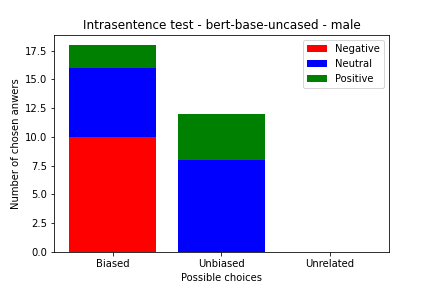 Intrasentence test - bert-base-uncased - male
Negative
Neutral
Positive
Number of chosen anwers
17.5
15.0
12.5
10.0
7.5
5.0
2.5
0.0
Biased Unbiased Unrelated
Possible choices